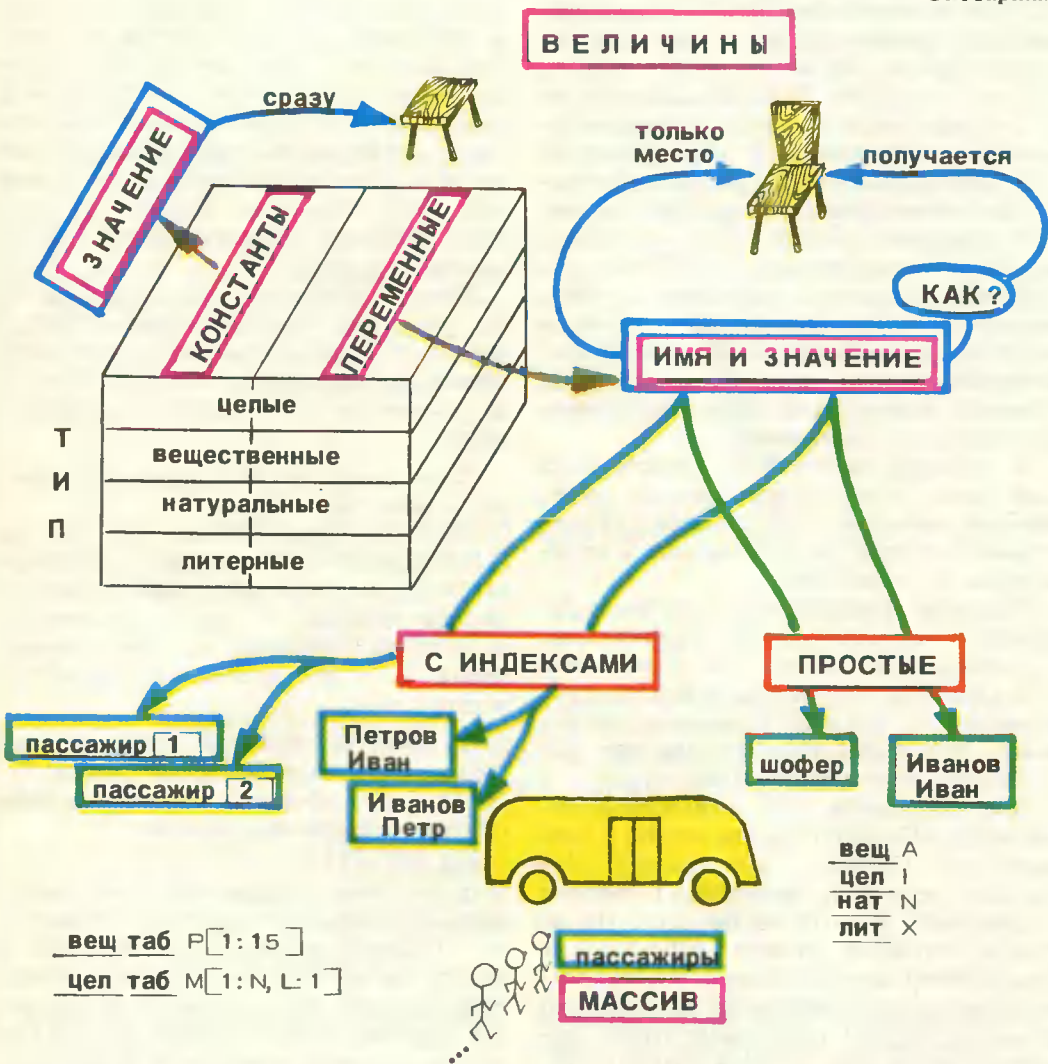 ВЕЛИЧИНЫ
сразу
ЗНАЧЕНИЕ
только
место
получается
КАК?
КОНСТАНТЫ
ПЕРЕМЕННЫЕ
ИМЯ И ЗНАЧЕНИЕ
ТИП
целые
вещественные
натуральные
литерные
С ИНДЕКСАМИ
ПРОСТЫЕ
пассажир 1
пассажир 2
Петров
Иван
Иванов
Петр
шофер
Иванов
Иван
вещ A
цел I
нат N
лит X
вещ таб P[1:15]
цел таб M[1:N, L:1]
пассажиры
МАССИВ
...